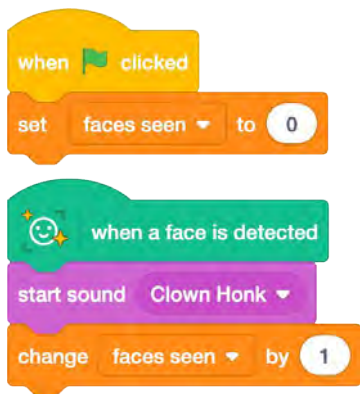 when clicked
set faces seen to 0
when a face is detected
start sound Clown Honk
change faces seen by 1